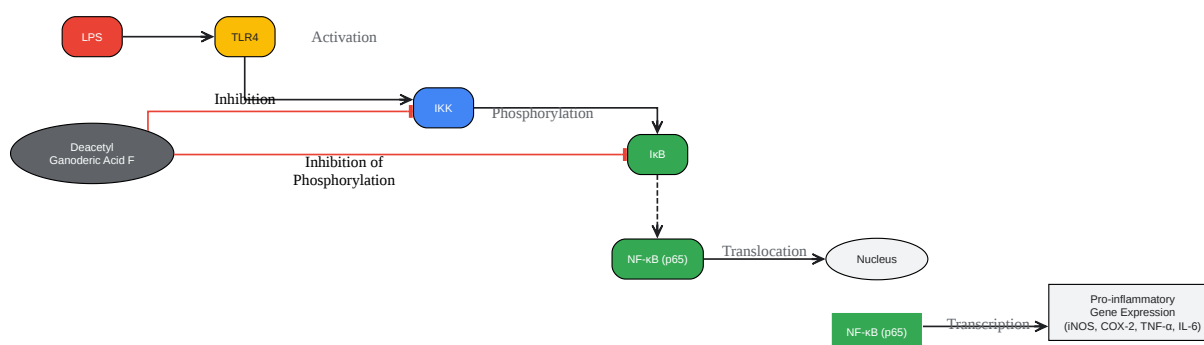 LPS
TLR4
Activation
Inhibition
IKK
Phosphorylation
Deacetyl
Ganoderic Acid F
Inhibition of
Phosphorylation
IκB
NF-κB (p65)
Translocation
Nucleus
Pro-inflammatory
Gene Expression
(iNOS, COX-2, TNF-α, IL-6)
NF-κB (p65)
Transcription